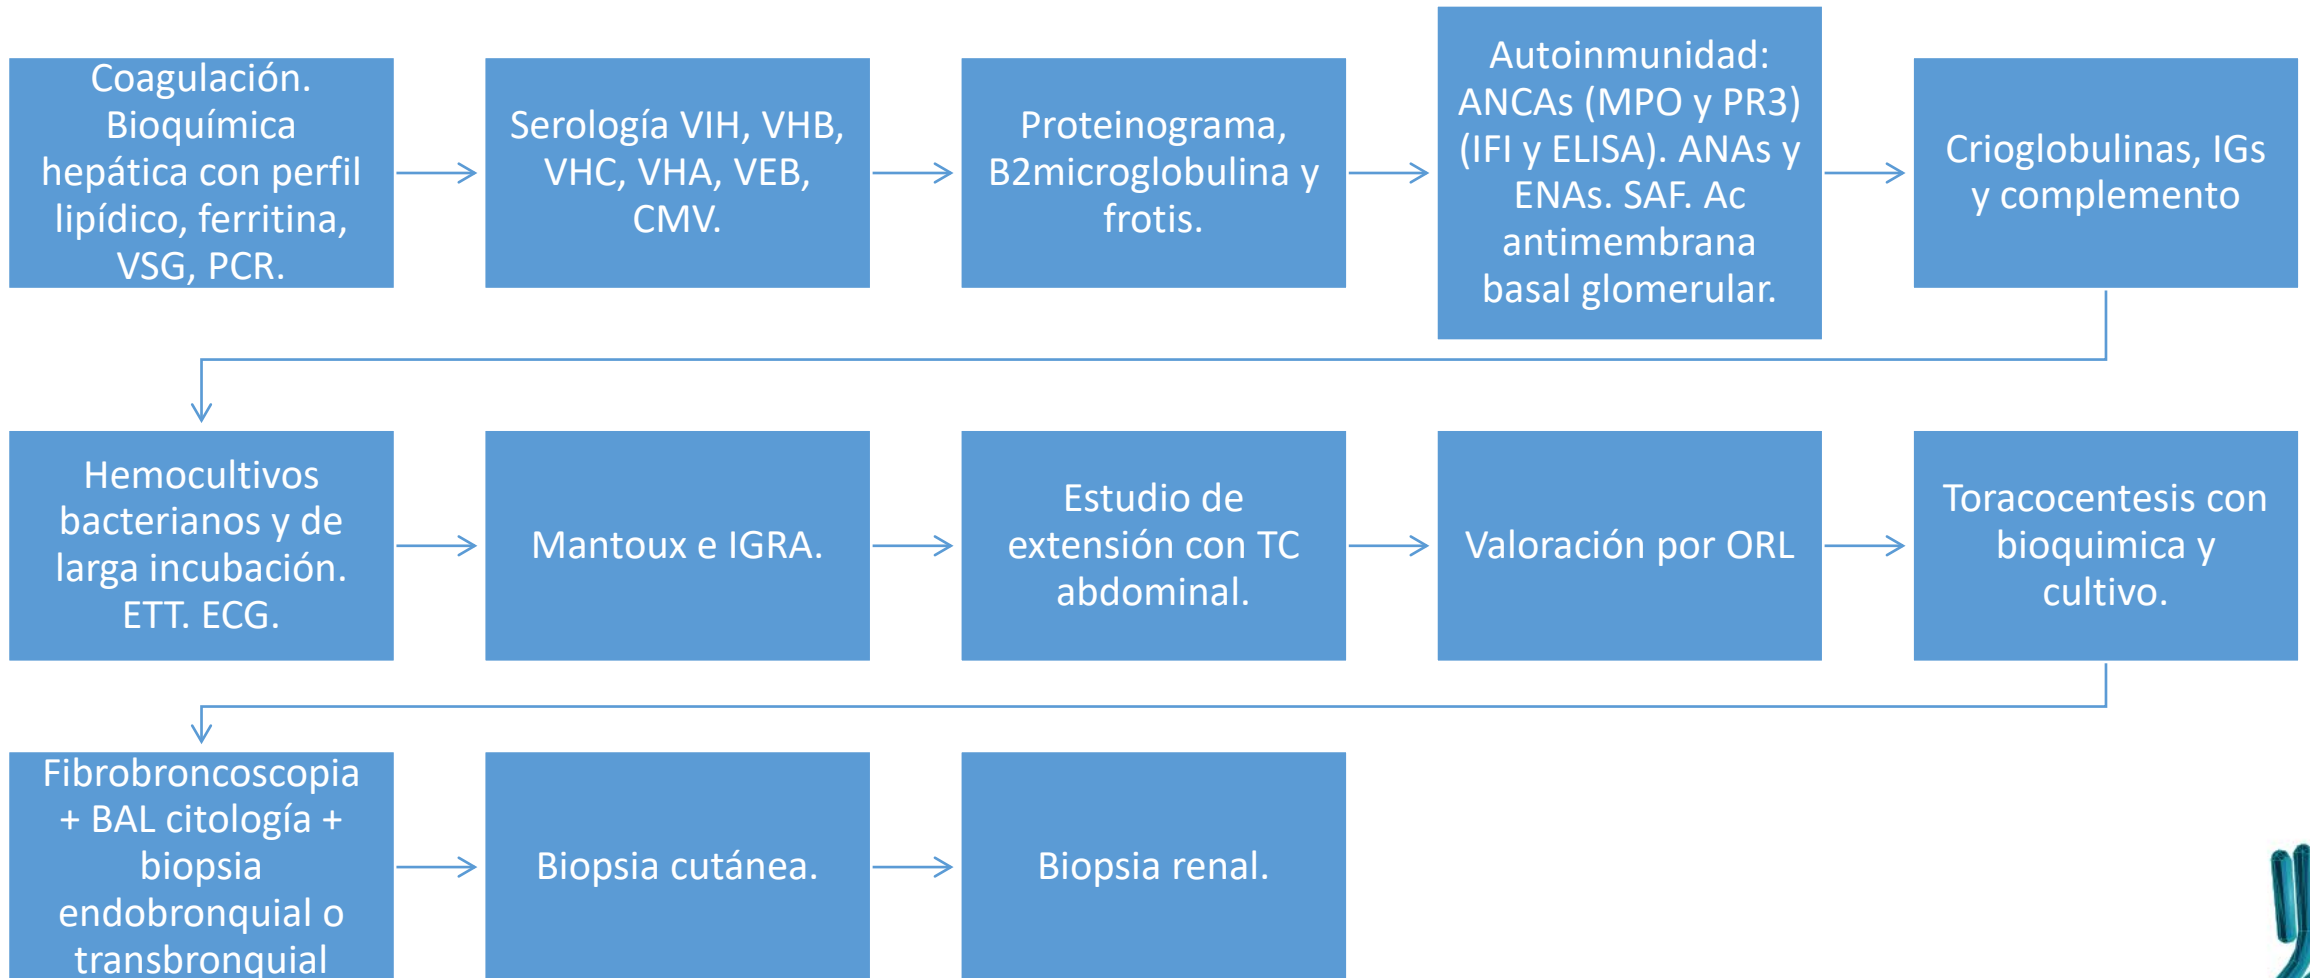 Coagulación.
Bioquímica
hepática con perfil
lipídico, ferritina,
VSG, PCR.
Serología VIH, VHB,
VHC, VHA, VEB,
CMV.
Proteinograma,
B2microglobulina y
frotis.
Autoinmunidad:
ANCAs (MPO y PR3)
(IFI y ELISA). ANAs y
ENAs. SAF. Ac
antimembrana
basal glomerular.
Crioglobulinas, IGs
y complemento
Hemocultivos
bacterianos y de
larga incubación.
ETT. ECG.
Mantoux e IGRA.
Estudio de
extensión con TC
abdominal.
Valoración por ORL
Toracocentesis con
bioquimica y
cultivo.
Fibrobroncoscopia
+ BAL citología +
biopsia
endobronquial o
transbronquial
Biopsia cutánea.
Biopsia renal.